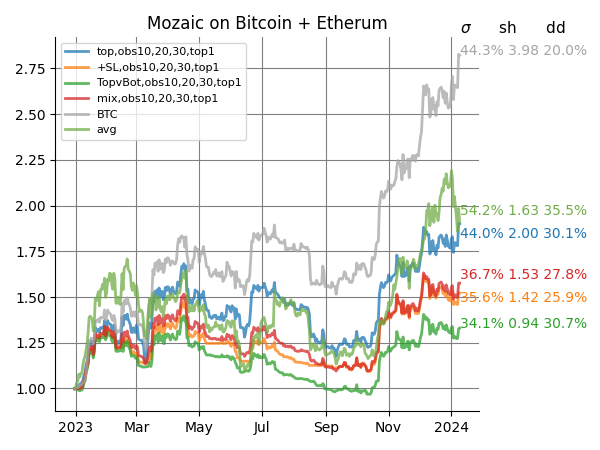 Mozaic on Bitcoin + Etherum
σ sh dd
top,obs10,20,30,top1
+SL,obs10,20,30,top1
TopvBot,obs10,20,30,top1
mix,obs10,20,30,top1
BTC
avg
44.3% 3.98 20.0%
54.2% 1.63 35.5%
44.0% 2.00 30.1%
36.7% 1.53 27.8%
35.6% 1.42 25.9%
34.1% 0.94 30.7%
2.75
2.50
2.25
2.00
1.75
1.50
1.25
1.00
2023 Mar May Jul Sep Nov 2024